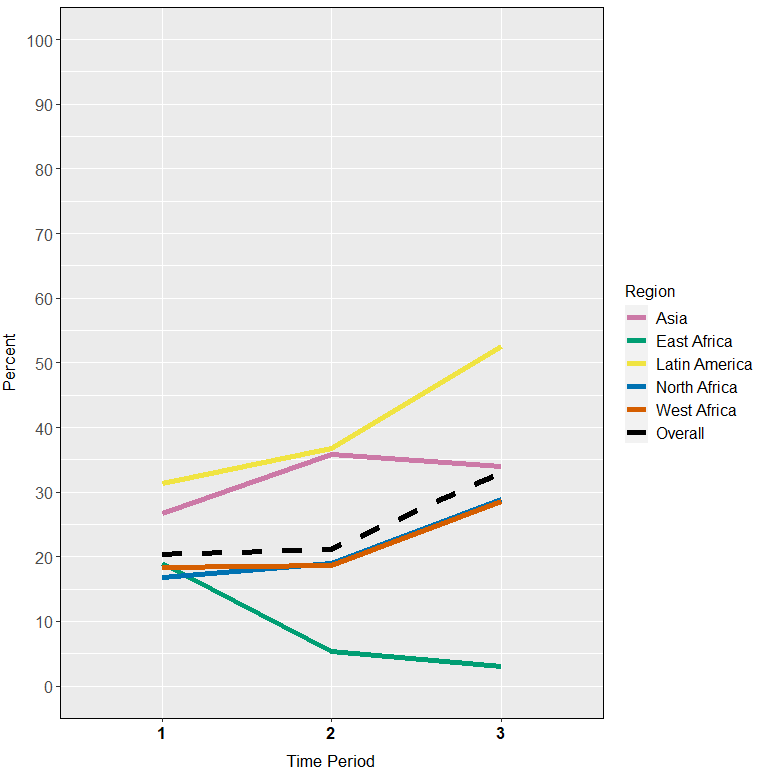 Percent
100
90
80
70
60
50
40
30
20
10
0
1 2 3
Time Period
Region
Asia
East Africa
Latin America
North Africa
West Africa
Overall